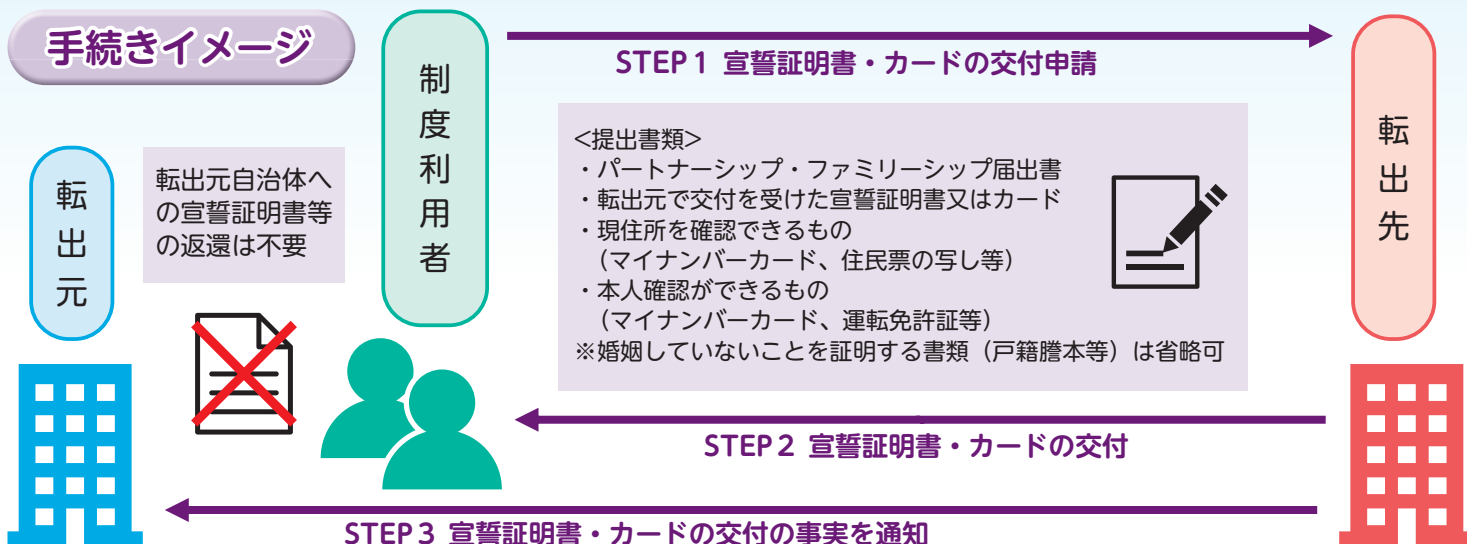 手続きイメージ
制度利用者
STEP1 宣誓証明書・カードの交付申請
転出先
転出元
転出元自治体へ
の宣誓証明書等
の返還は不要
<提出書類>
・パートナーシップ・ファミリーシップ届出書
・転出元で交付を受けた宣誓証明書又はカード
・現住所を確認できるもの
（マイナンバーカード、住民票の写し等）
・本人確認ができるもの
（マイナンバーカード、運転免許証等）
※婚姻していないことを証明する書類（戸籍謄本等）は省略可
STEP2 宣誓証明書・カードの交付
STEP3 宣誓証明書・カードの交付の事実を通知